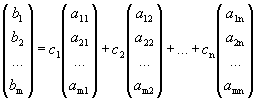 b1 a11 a12 a1n
b2 a21 a22 a2n
... = c1 ... + c2 ... + ... + cn ...
bm am1 am2 amn